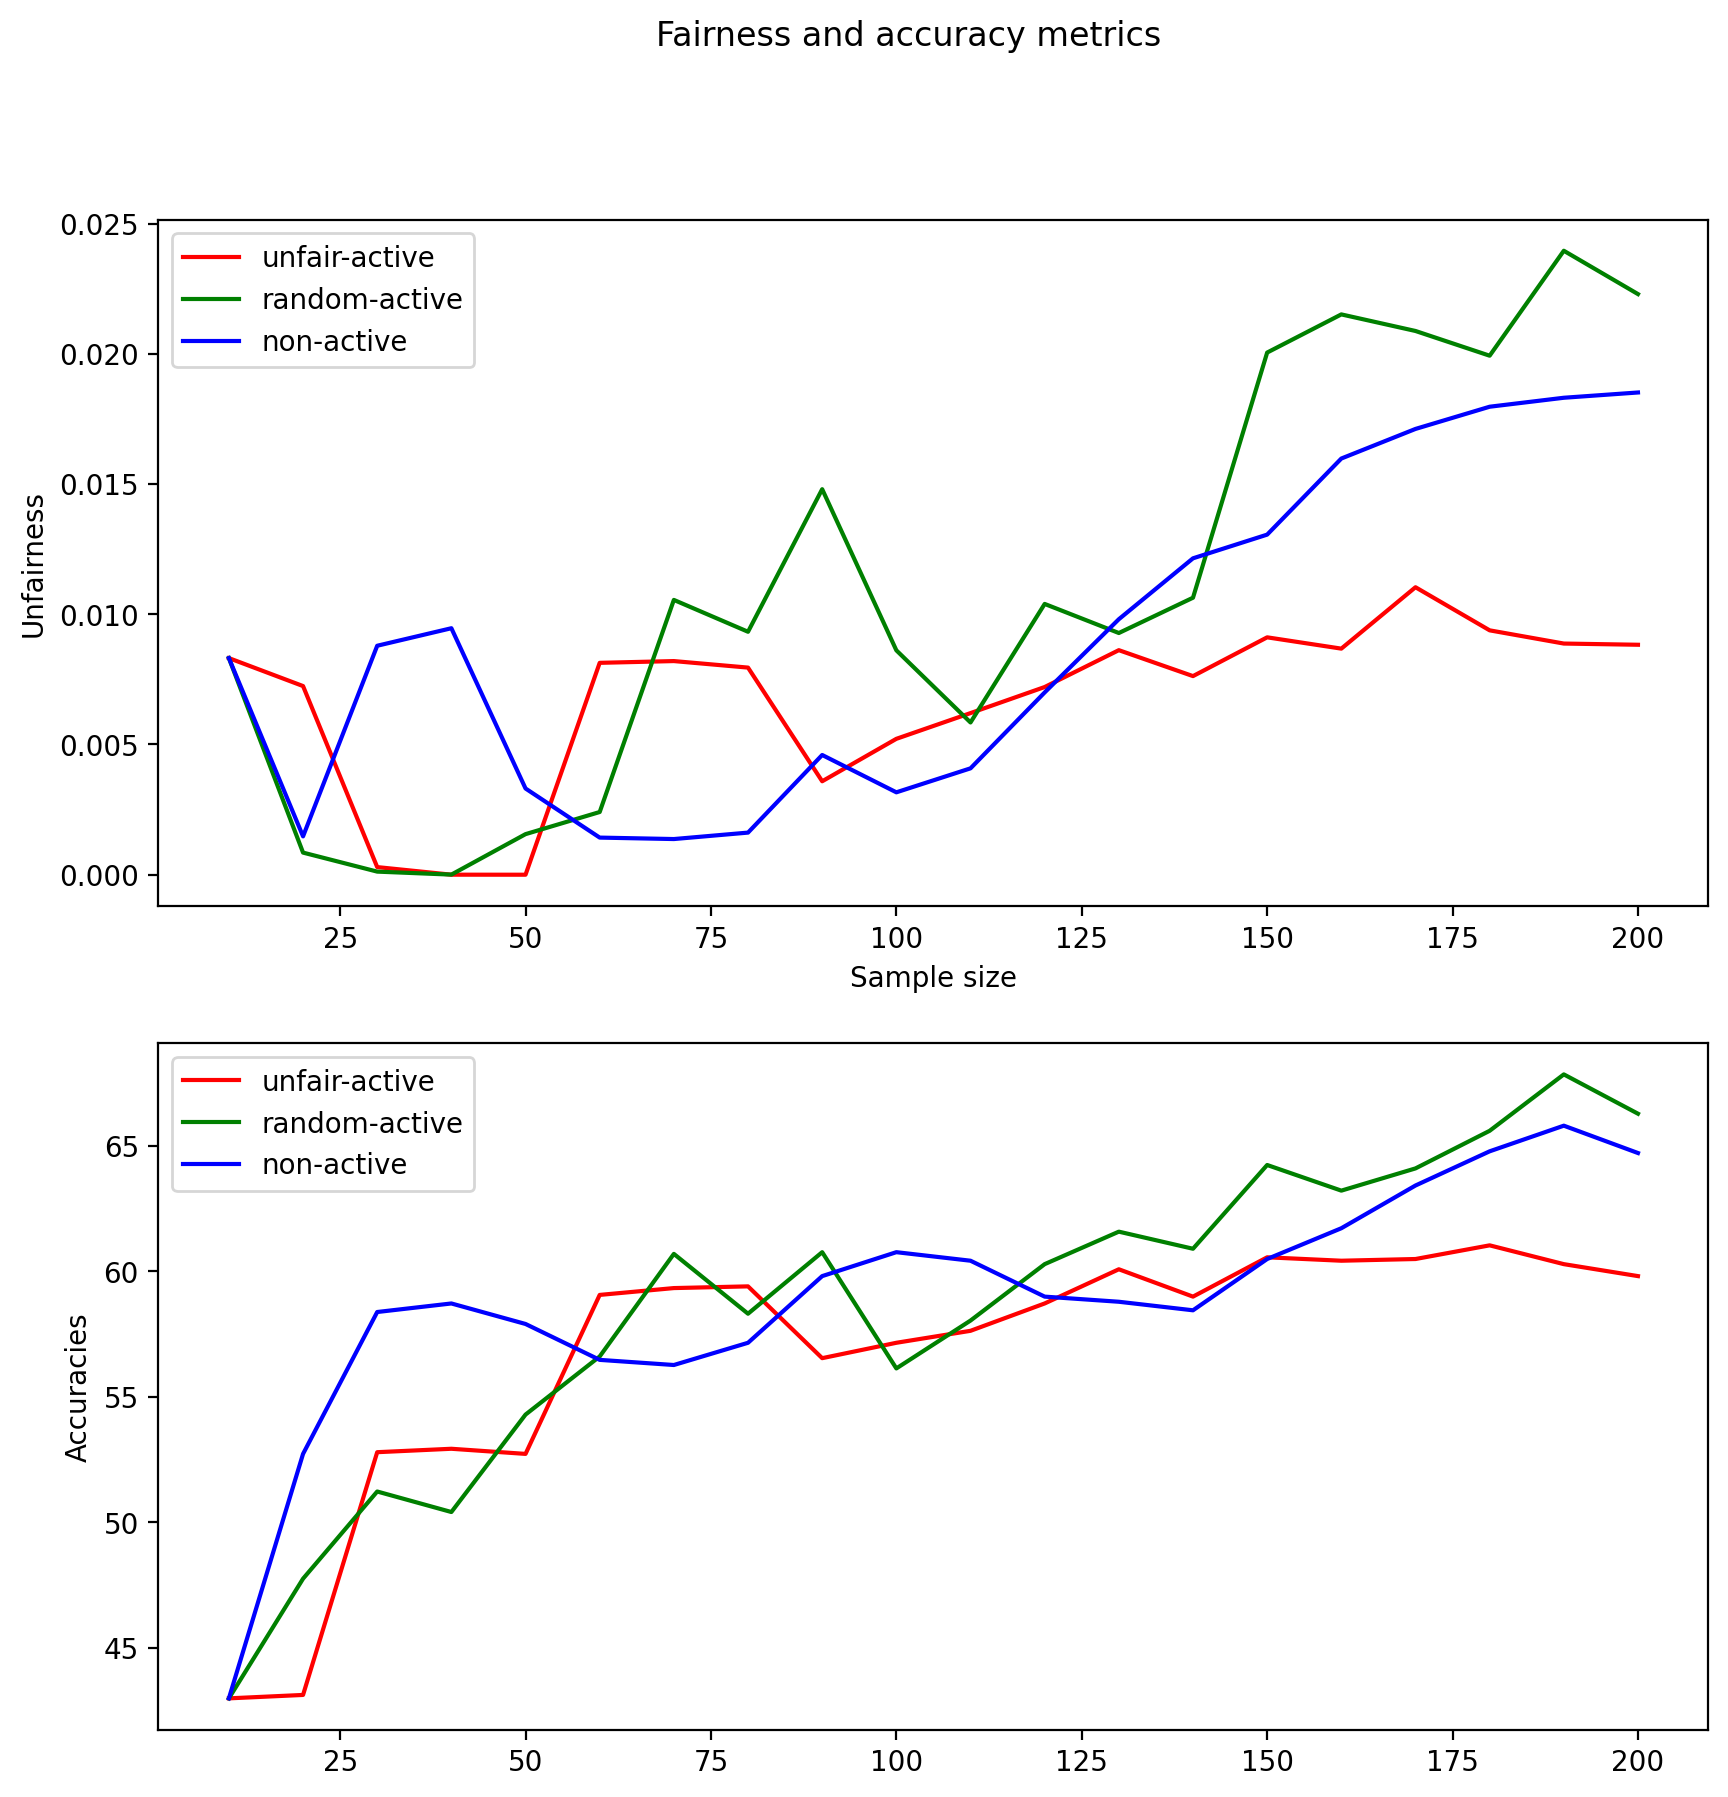 Fairness and accuracy metrics
0.025
0.020
0.015
0.010
0.005
0.000
Unfairness
unfair-active
random-active
non-active
25 50 75 100 125 150 175 200
Sample size
65
60
55
50
45
Accuracies
unfair-active
random-active
non-active
25 50 75 100 125 150 175 200